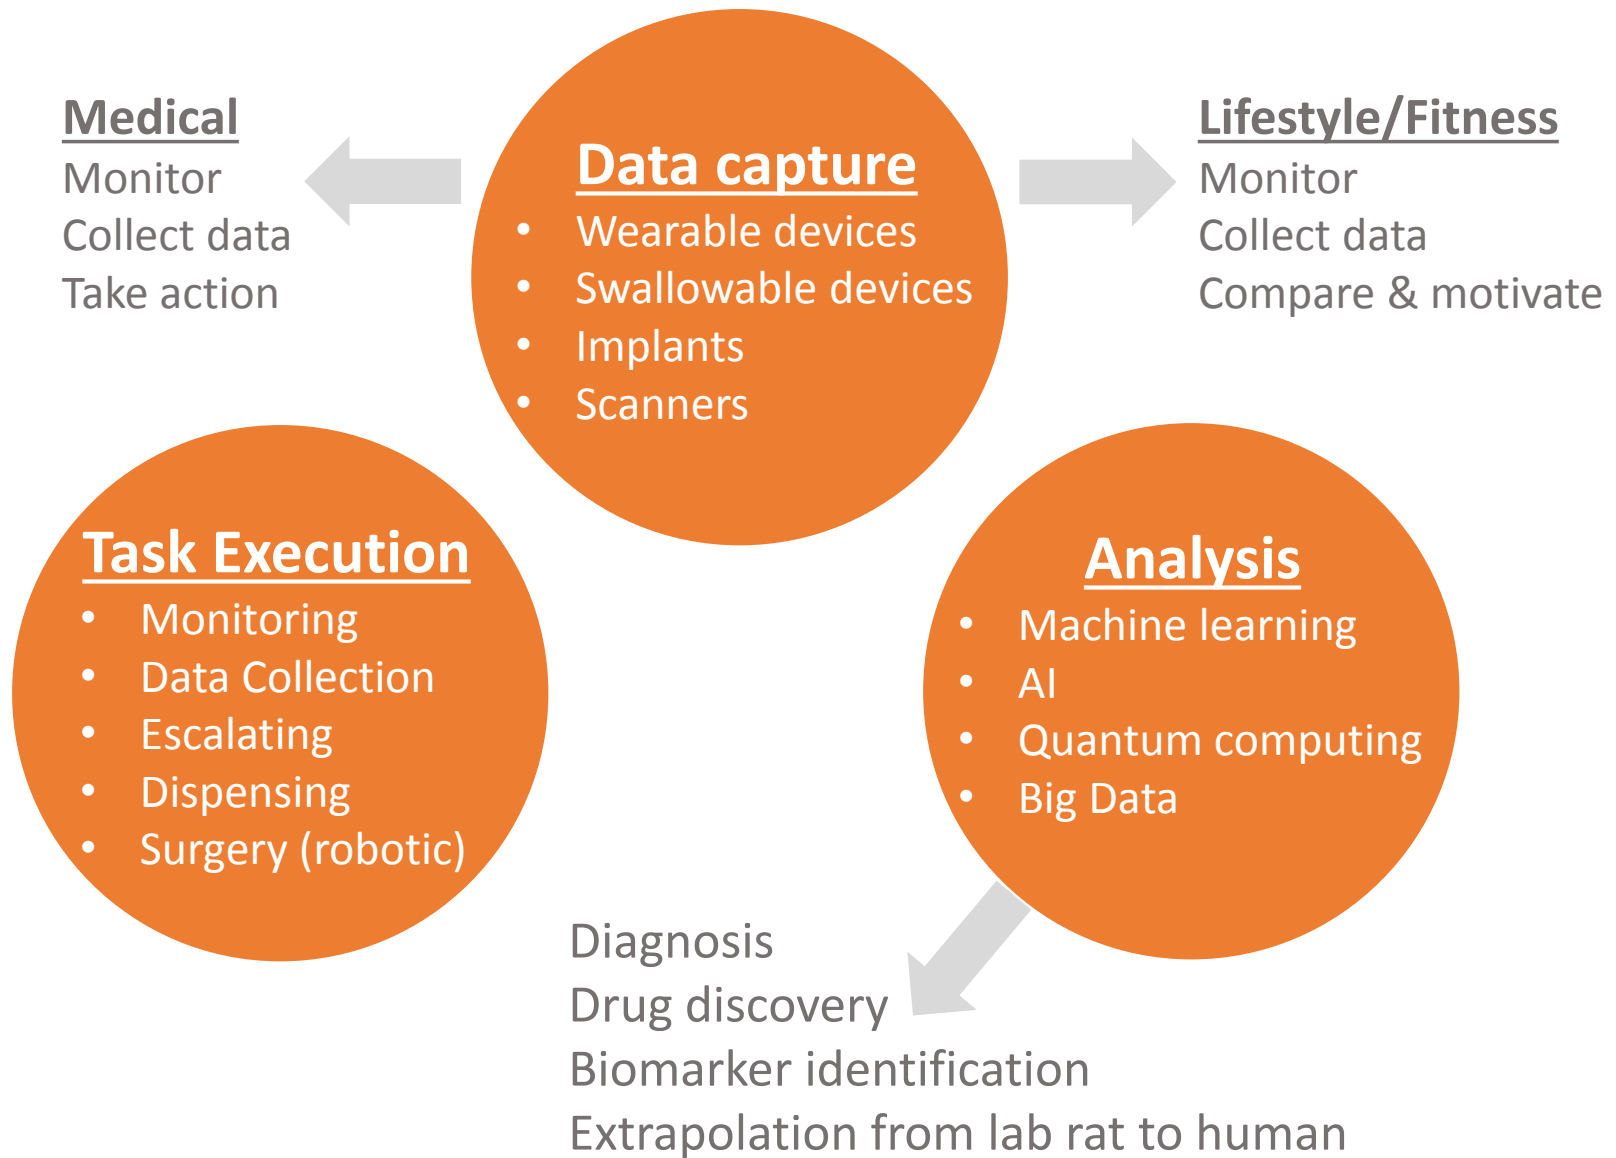 Medical
Monitor
Collect data
Take action
Data capture
• Wearable devices
• Swallowable devices
• Implants
• Scanners
Lifestyle/Fitness
Monitor
Collect data
Compare & motivate
Task Execution
• Monitoring
• Data Collection
• Escalating
• Dispensing
• Surgery (robotic)
Analysis
• Machine learning
• AI
• Quantum computing
• Big Data
Diagnosis
Drug discovery
Biomarker identification
Extrapolation from lab rat to human